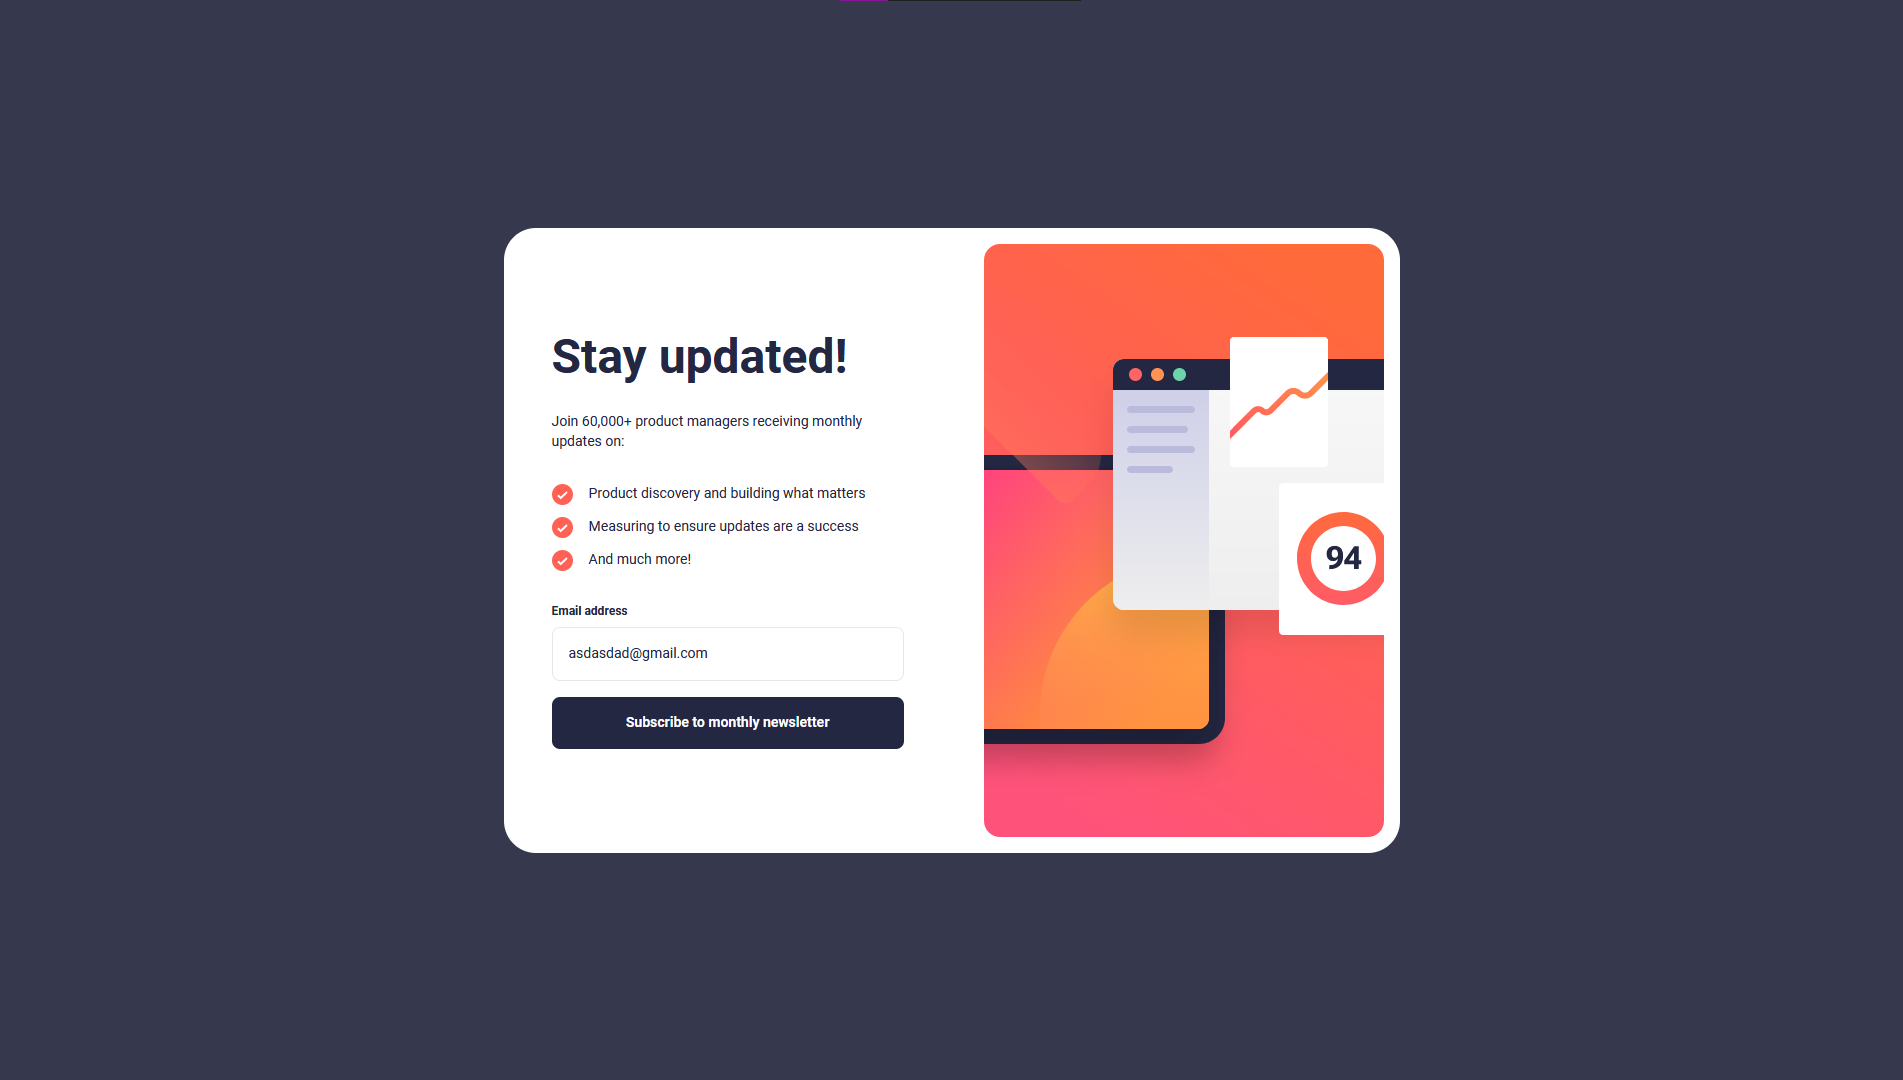 Stay updated!
Join 60,000+ product managers receiving monthly
updates on:
Product discovery and building what matters
Measuring to ensure updates are a success
And much more!
Email address
asdasdad@gmail.com
Subscribe to monthly newsletter
94